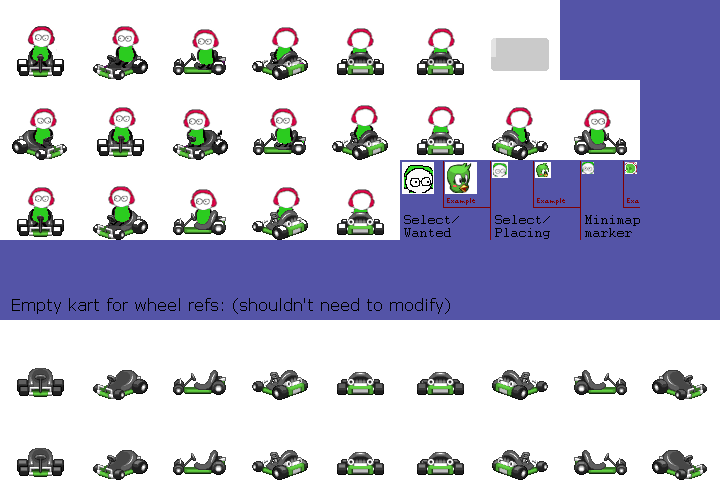 Example
Example
Exa
Select/
Wanted
Select/
Placing
Minimap
marker
Empty kart for wheel refs: (shouldn't need to modify)